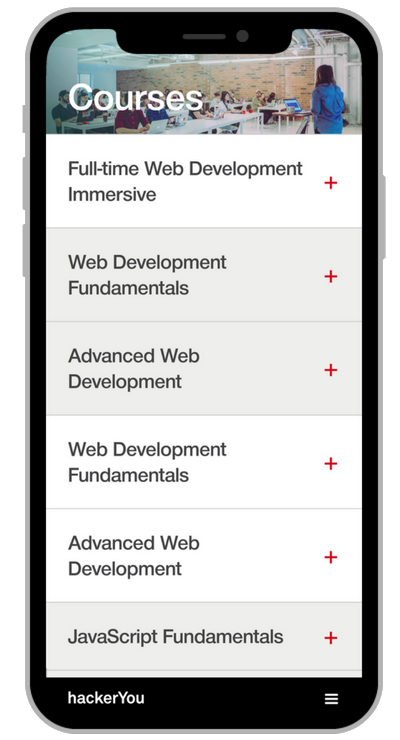 Courses
Full-time Web Development
Immersive
+
Web Development
Fundamentals
+
Advanced Web
Development
+
Web Development
Fundamentals
+
Advanced Web
Development
+
JavaScript Fundamentals
+
hackerYou